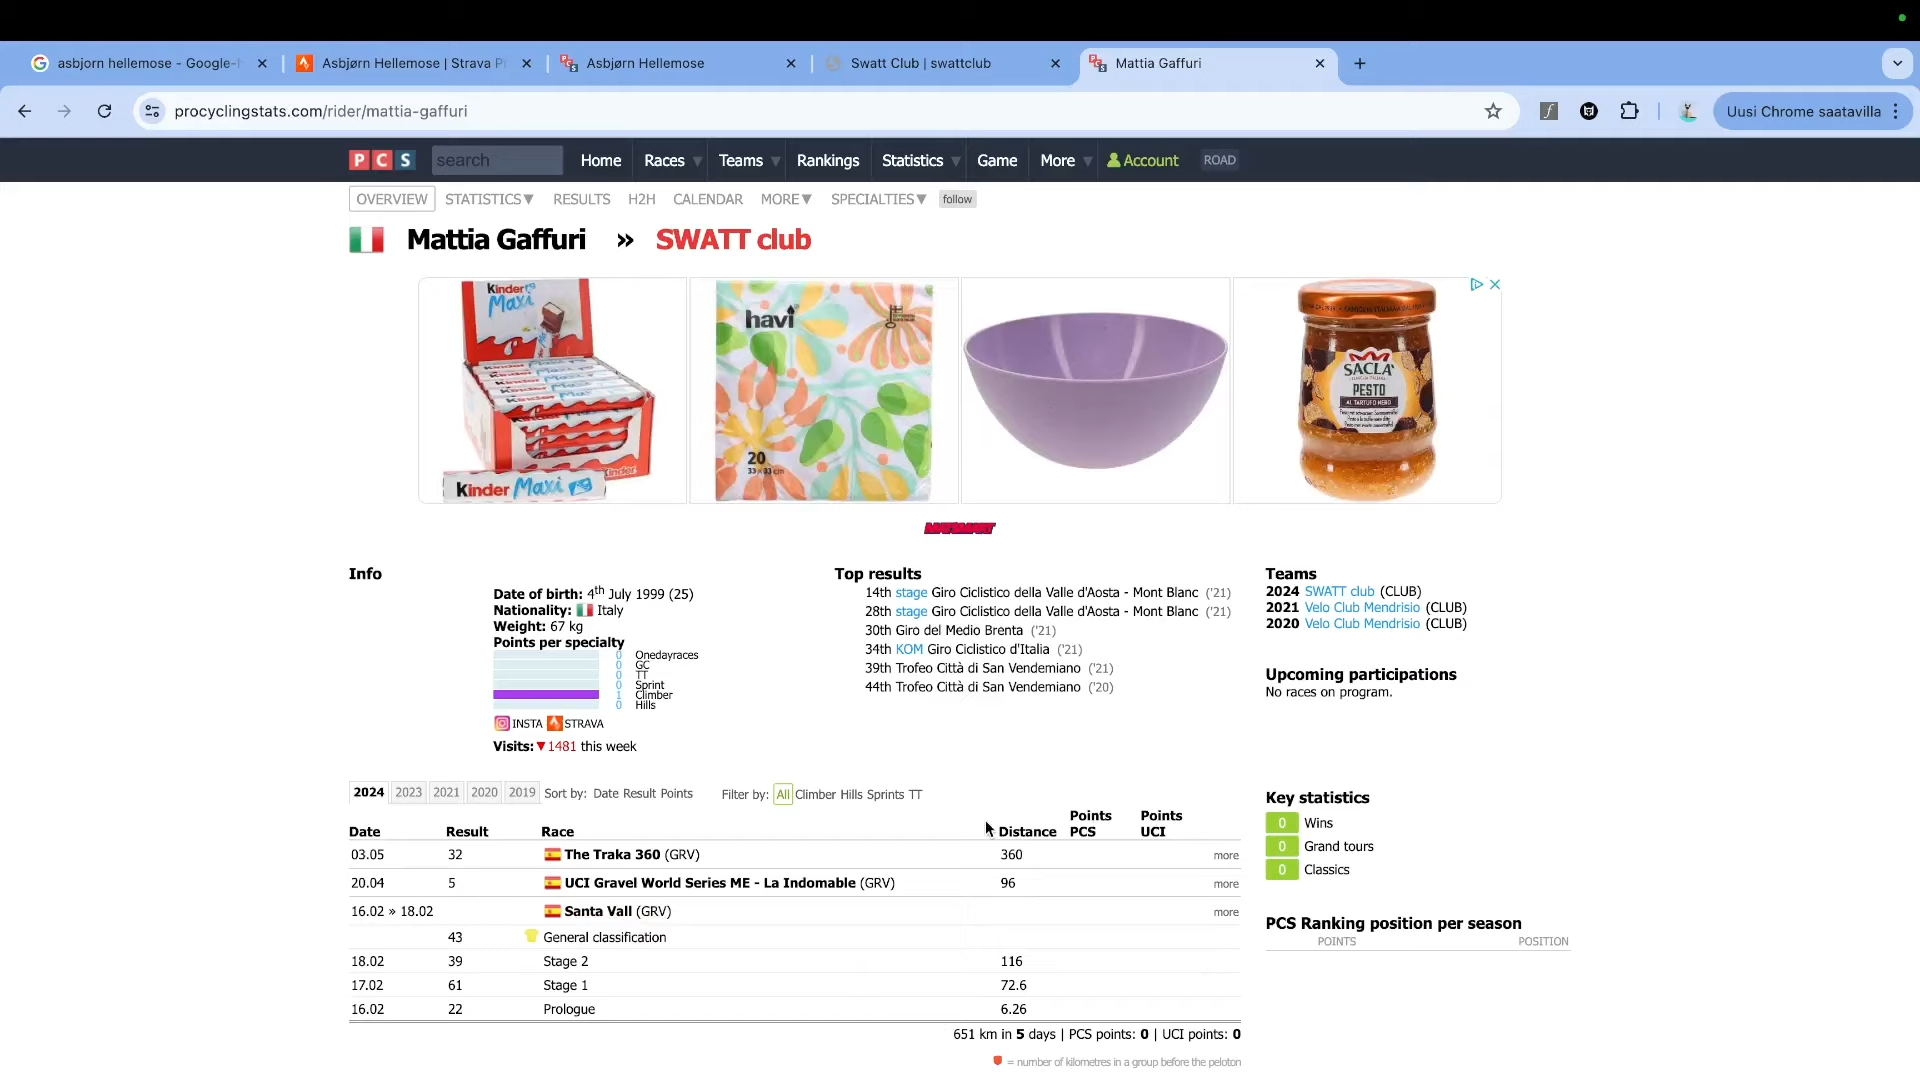 asbjorn hellemose - Google-h
Asbjørn Hellemose | Strava P
Asbjørn Hellemose
Swatt Club | swattclub
Mattia Gaffuri
procyclingstats.com/rider/mattia-gaffuri
Uusi Chrome saatavilla
PCS search Home Races Teams Rankings Statistics Game More Account ROAD
OVERVIEW STATISTICS▼ RESULTS H2H CALENDAR MORE▼ SPECIALTIES▼ follow
Mattia Gaffuri » SWATT club
Kinder
Maxi
Kinder
Kinder Maxi
havi
20
33 x 33 cm
SACLÀ
PESTO
AL TARTUFO NERO
MATSMART
Info
Date of birth: 4th July 1999 (25)
Nationality: Italy
Weight: 67 kg
Points per specialty
0 Onedayraces
0 GC
0 TT
0 Sprint
1 Climber
0 Hills
INSTA STRAVA
Visits: ▼1481 this week
Top results
14th stage Giro Ciclistico della Valle d'Aosta - Mont Blanc ('21)
28th stage Giro Ciclistico della Valle d'Aosta - Mont Blanc ('21)
30th Giro del Medio Brenta ('21)
34th KOM Giro Ciclistico d'Italia ('21)
39th Trofeo Città di San Vendemiano ('21)
44th Trofeo Città di San Vendemiano ('20)
Teams
2024 SWATT club (CLUB)
2021 Velo Club Mendrisio (CLUB)
2020 Velo Club Mendrisio (CLUB)
Upcoming participations
No races on program.
2024 2023 2021 2020 2019 Sort by: Date Result Points Filter by: All Climber Hills Sprints TT
Date Result Race Distance Points PCS Points UCI
03.05 32 The Traka 360 (GRV) 360 more
20.04 5 UCI Gravel World Series ME - La Indomable (GRV) 96 more
16.02 » 18.02 Santa Vall (GRV) more
43 General classification
18.02 39 Stage 2 116
17.02 61 Stage 1 72.6
16.02 22 Prologue 6.26
651 km in 5 days | PCS points: 0 | UCI points: 0
= number of kilometres in a group before the peloton
Key statistics
0 Wins
0 Grand tours
0 Classics
PCS Ranking position per season
POINTS POSITION